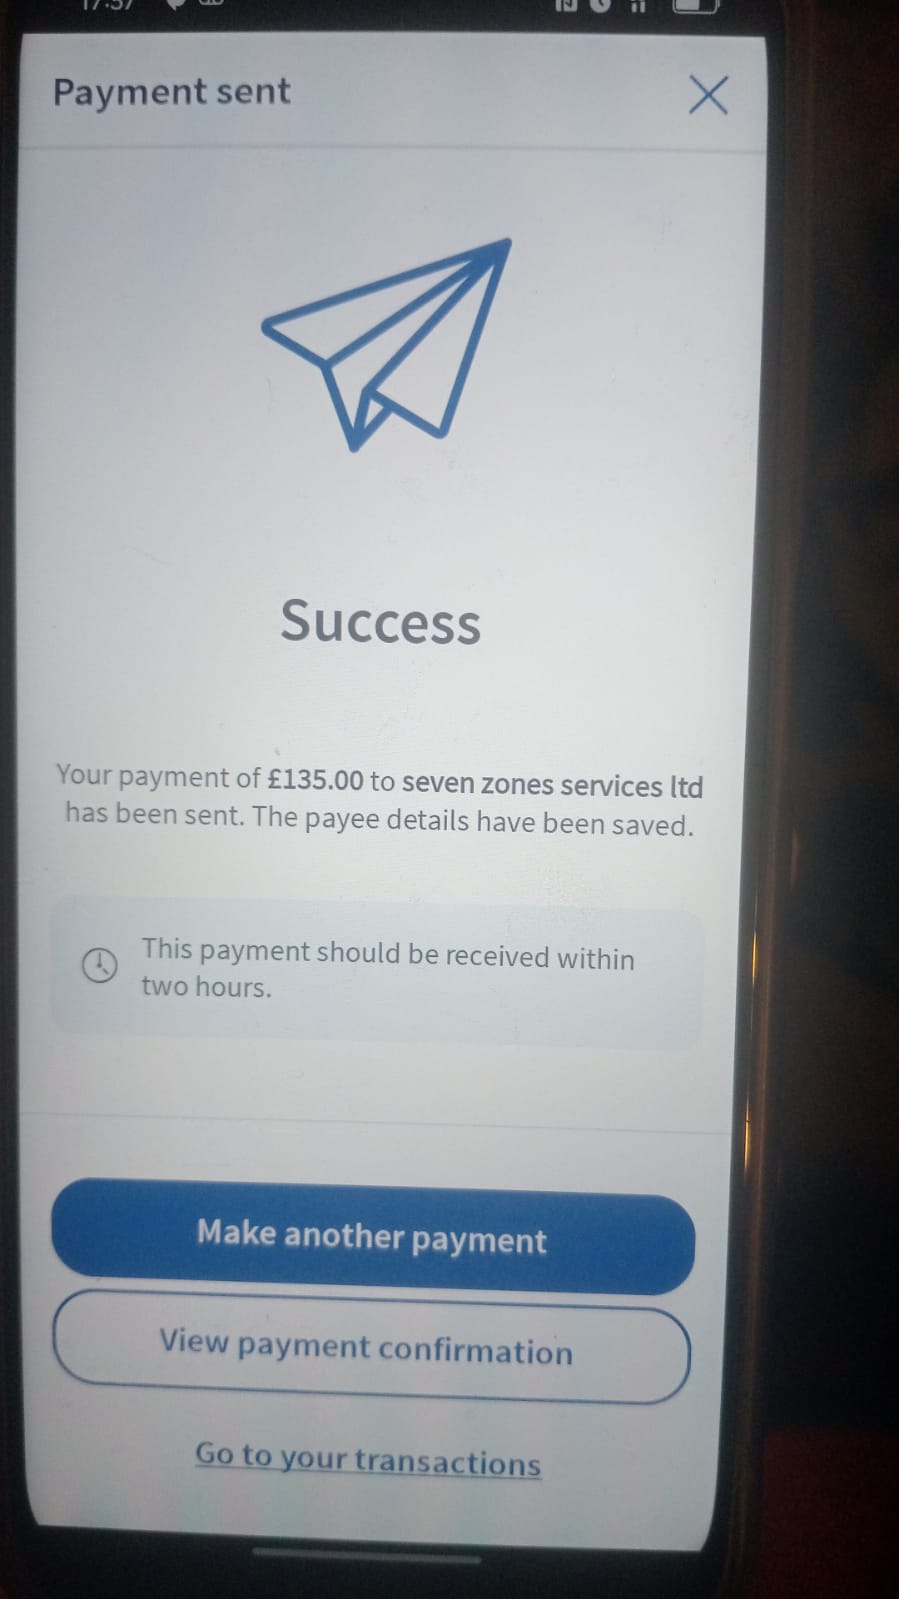 17:57
Payment sent
Success
Your payment of £135.00 to seven zones services ltd
has been sent. The payee details have been saved.
This payment should be received within
two hours.
Make another payment
View payment confirmation
Go to your transactions